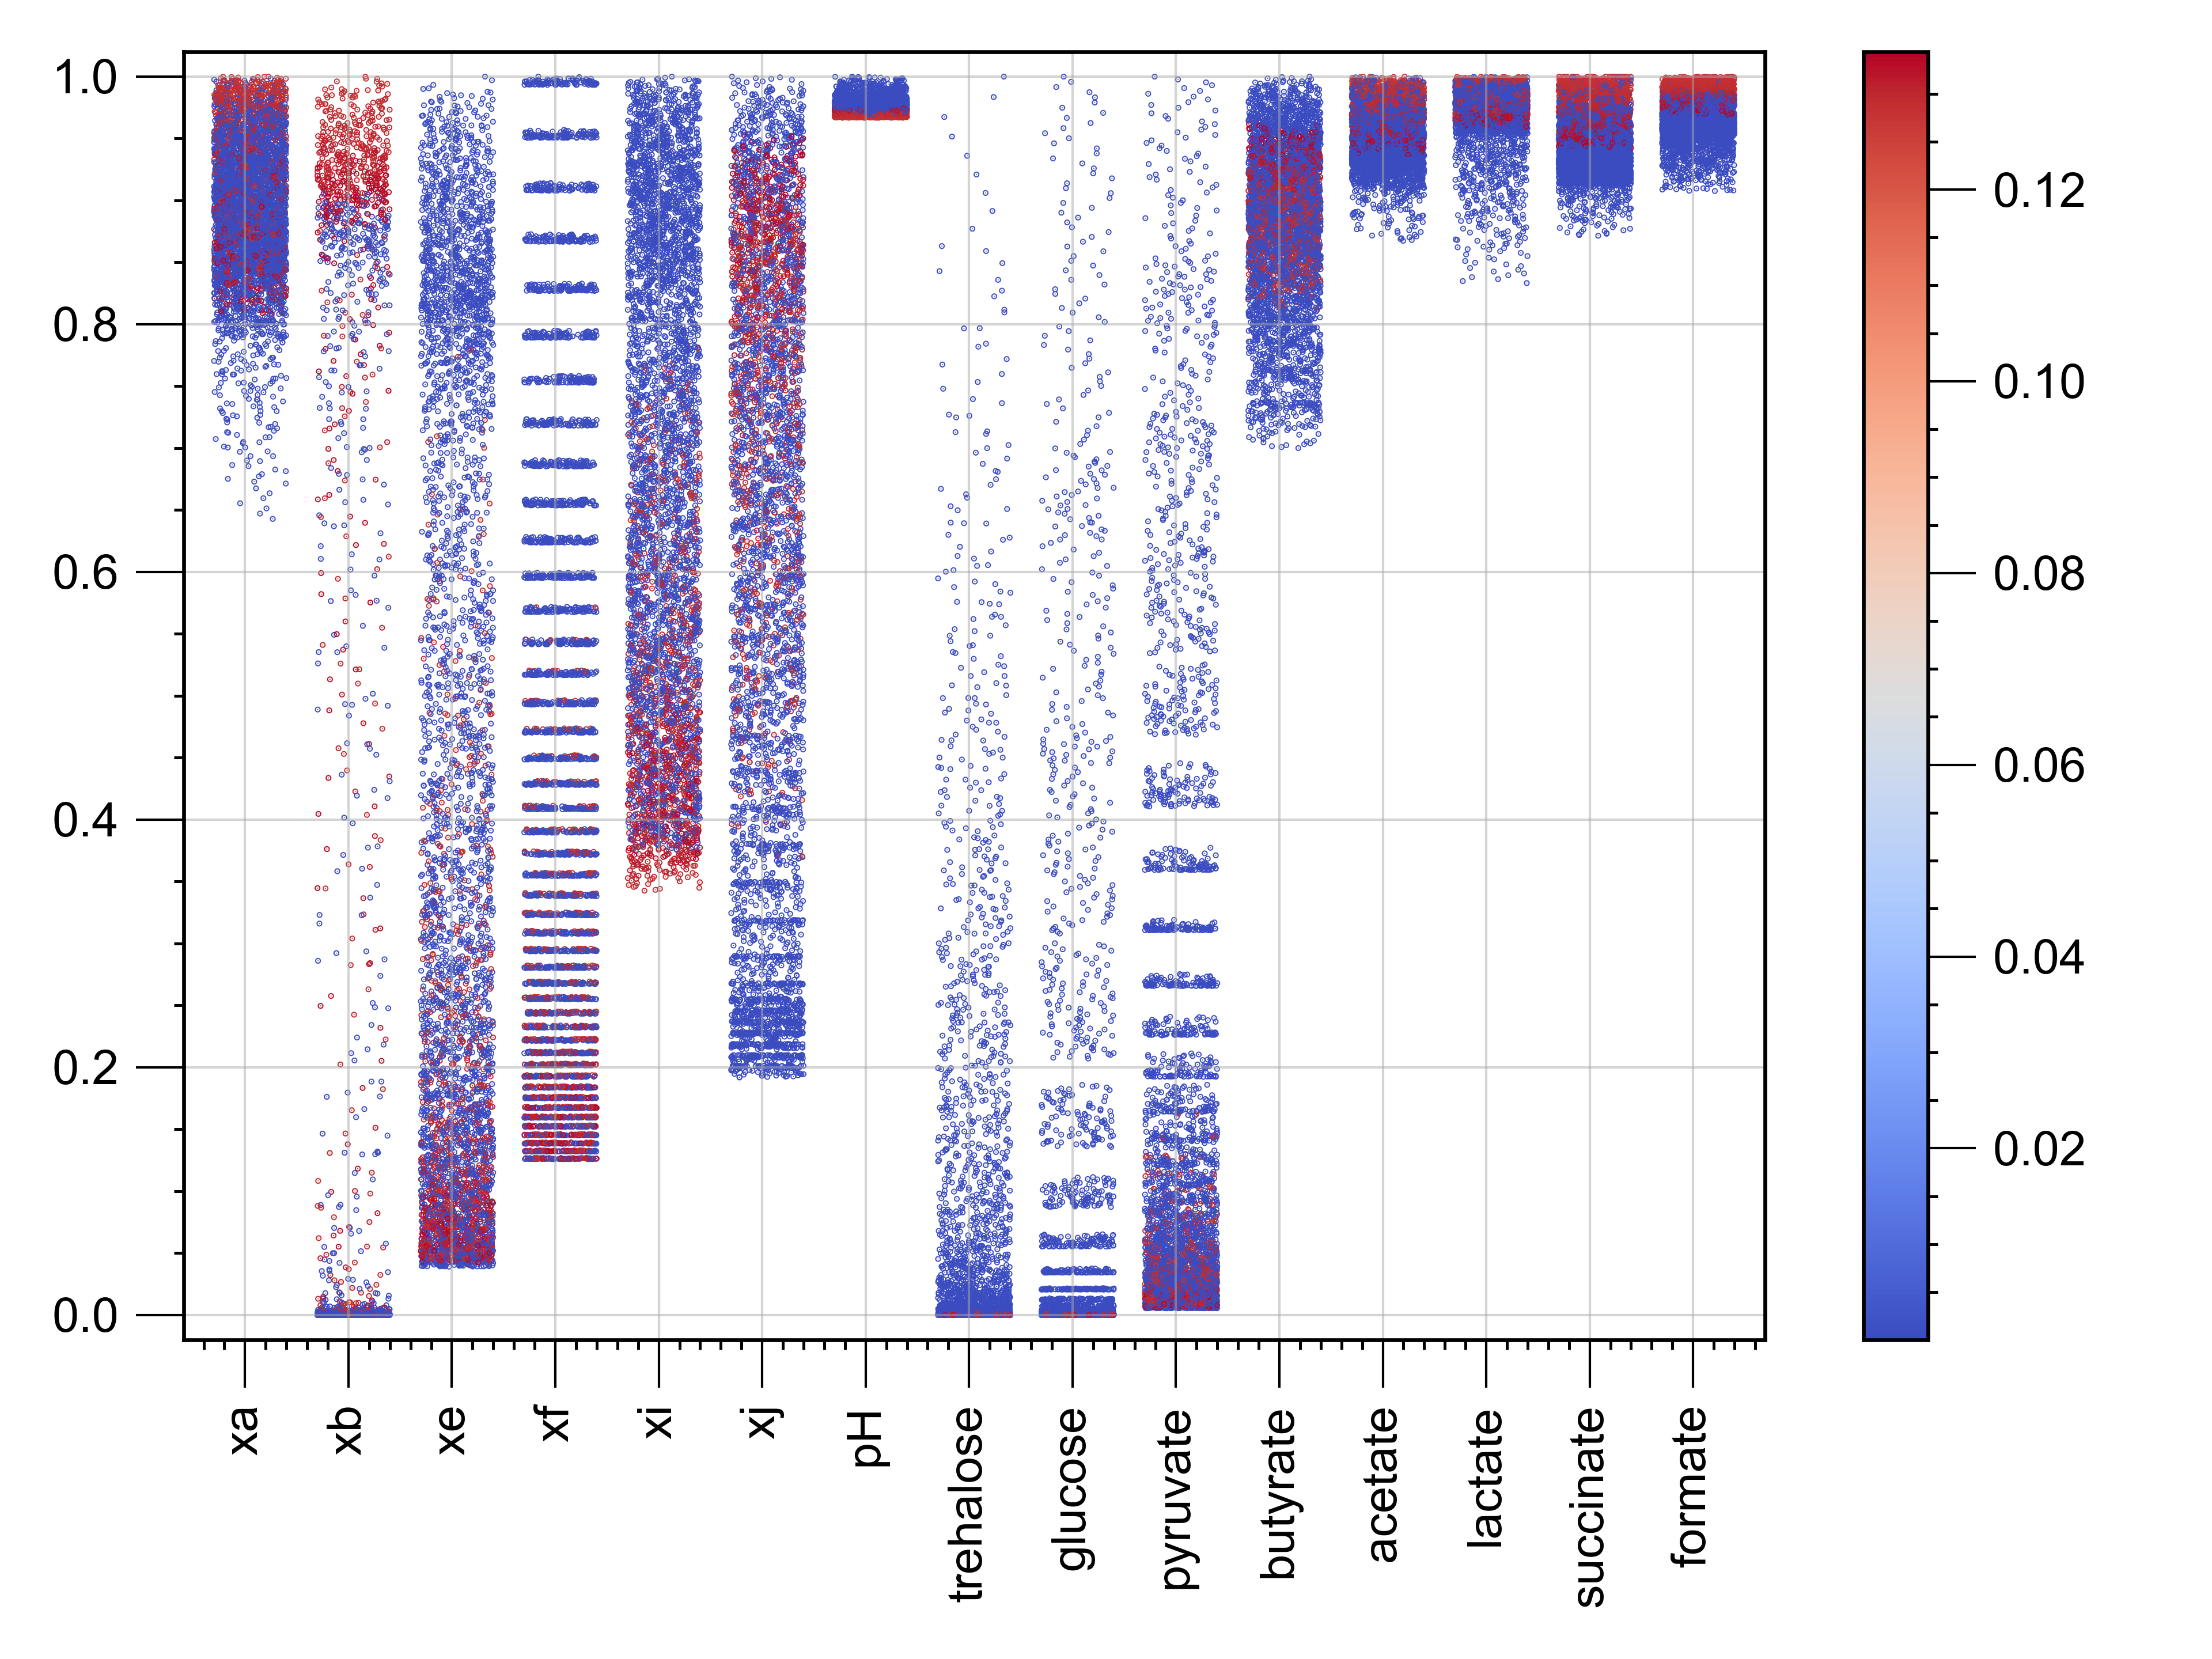 1.0
0.8
0.6
0.4
0.2
0.0
xa
xb
xe
xf
xi
xj
pH
trehalose
glucose
pyruvate
butyrate
acetate
lactate
succinate
formate
0.12
0.10
0.08
0.06
0.04
0.02